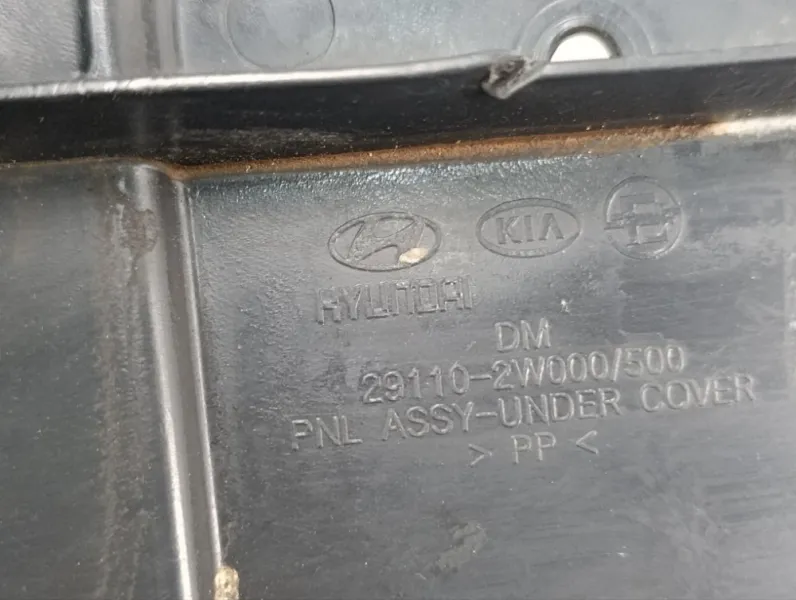 KIA
HYUNDAI
DM
29110-2W000/500
PNL ASSY-UNDER COVER
> PP <